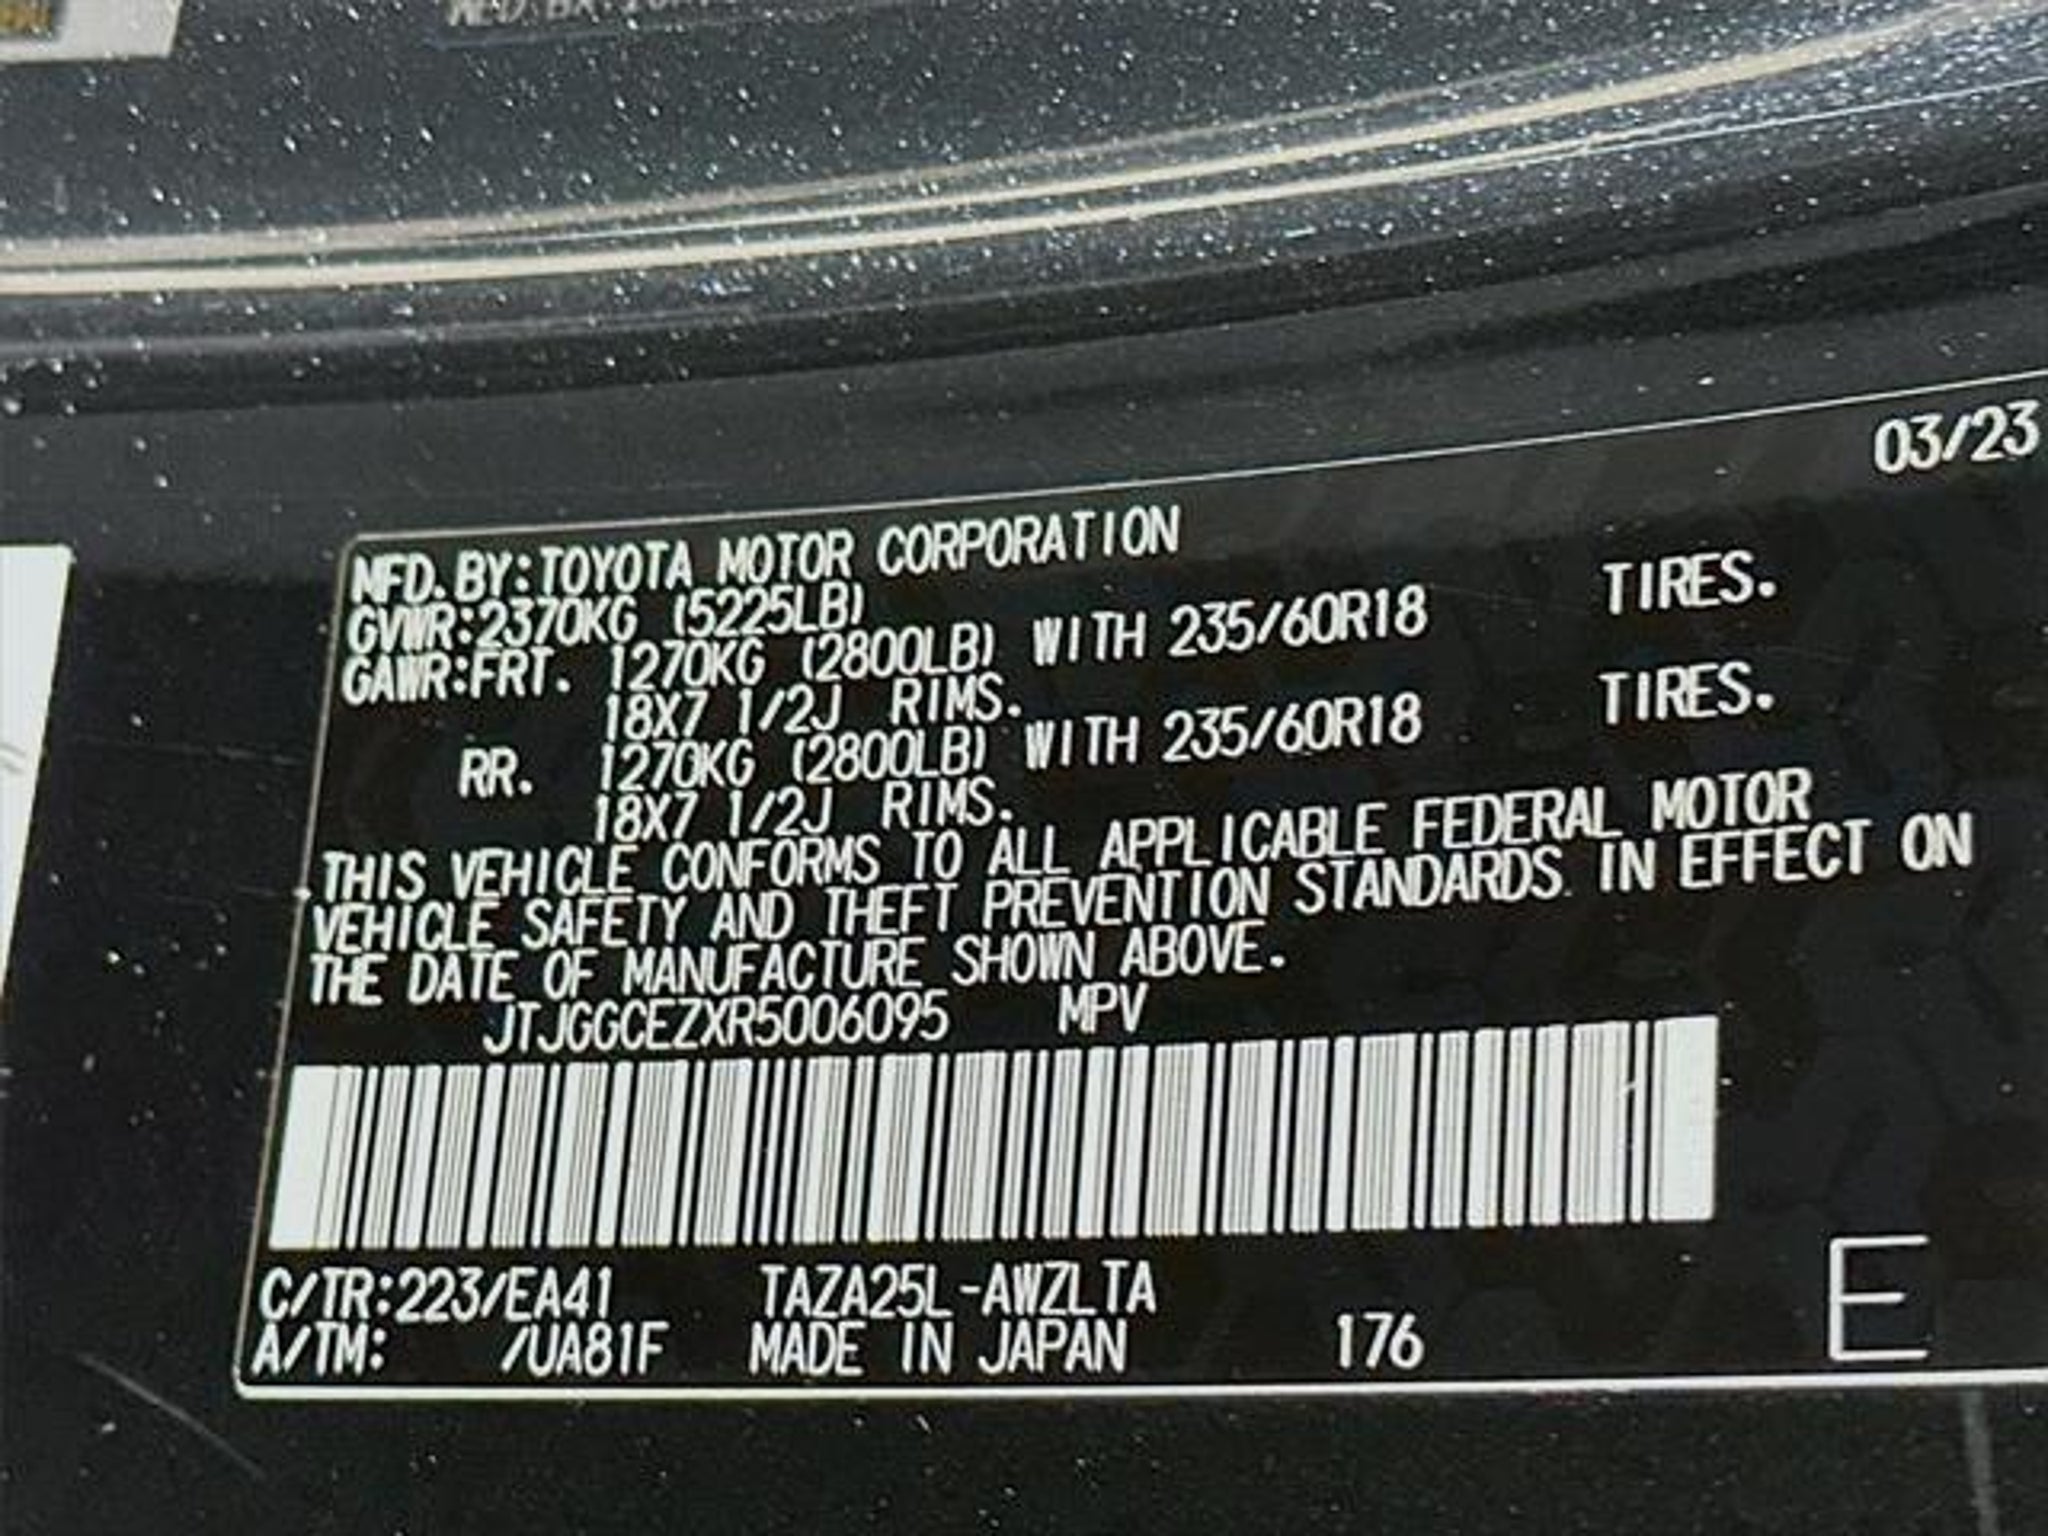 03/23
MFD.BY:TOYOTA MOTOR CORPORATION
GVWR:2370KG (5225LB)
GAWR:FRT. 1270KG (2800LB) WITH 235/60R18 TIRES.
18X7 1/2J RIMS.
RR. 1270KG (2800LB) WITH 235/60R18 TIRES.
18X7 1/2J RIMS.
THIS VEHICLE CONFORMS TO ALL APPLICABLE FEDERAL MOTOR
VEHICLE SAFETY AND THEFT PREVENTION STANDARDS IN EFFECT ON
THE DATE OF MANUFACTURE SHOWN ABOVE.
JTJGGCEZXR5006095 MPV
C/TR:223/EA41 TAZA25L-AWZLTA
A/TM: /UA81F MADE IN JAPAN 176 E